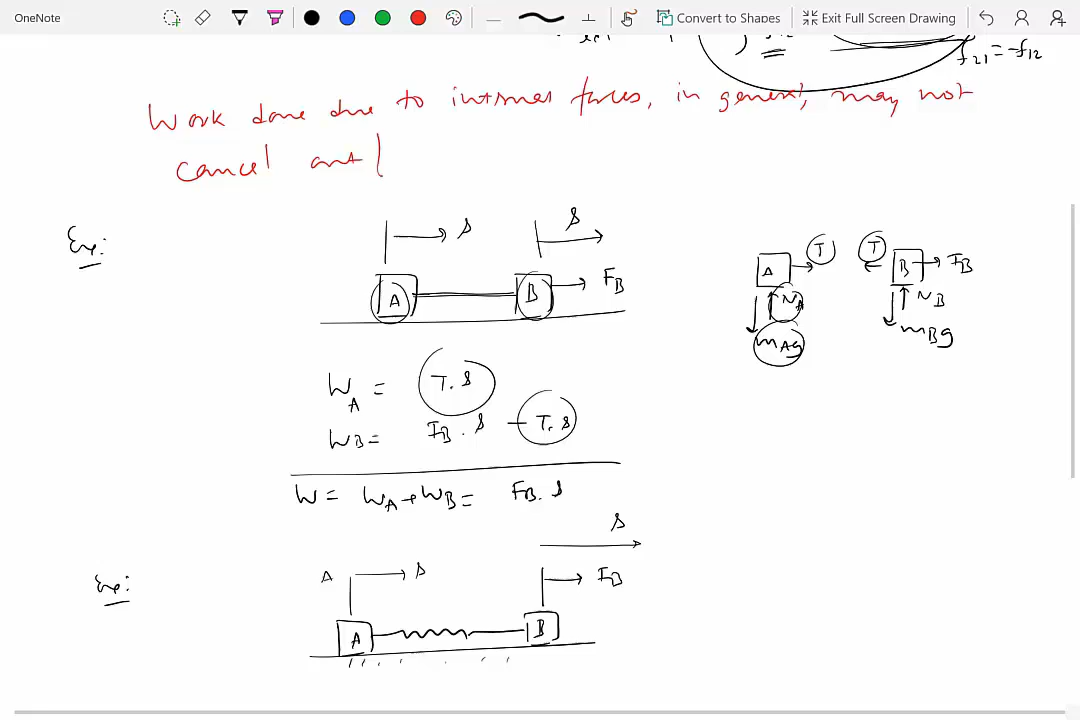 OneNote
Convert to Shapes
Exit Full Screen Drawing
f21 = -f12
Work done due to internal forces, in general, may not
cancel out!
Ex:
s s
A B FB
A T T B FB
NA NB
mAg mBg
WA = T.s
WB = FB.s - T.s
W = WA + WB = FB.s
s
Ex:
A s FB
A B